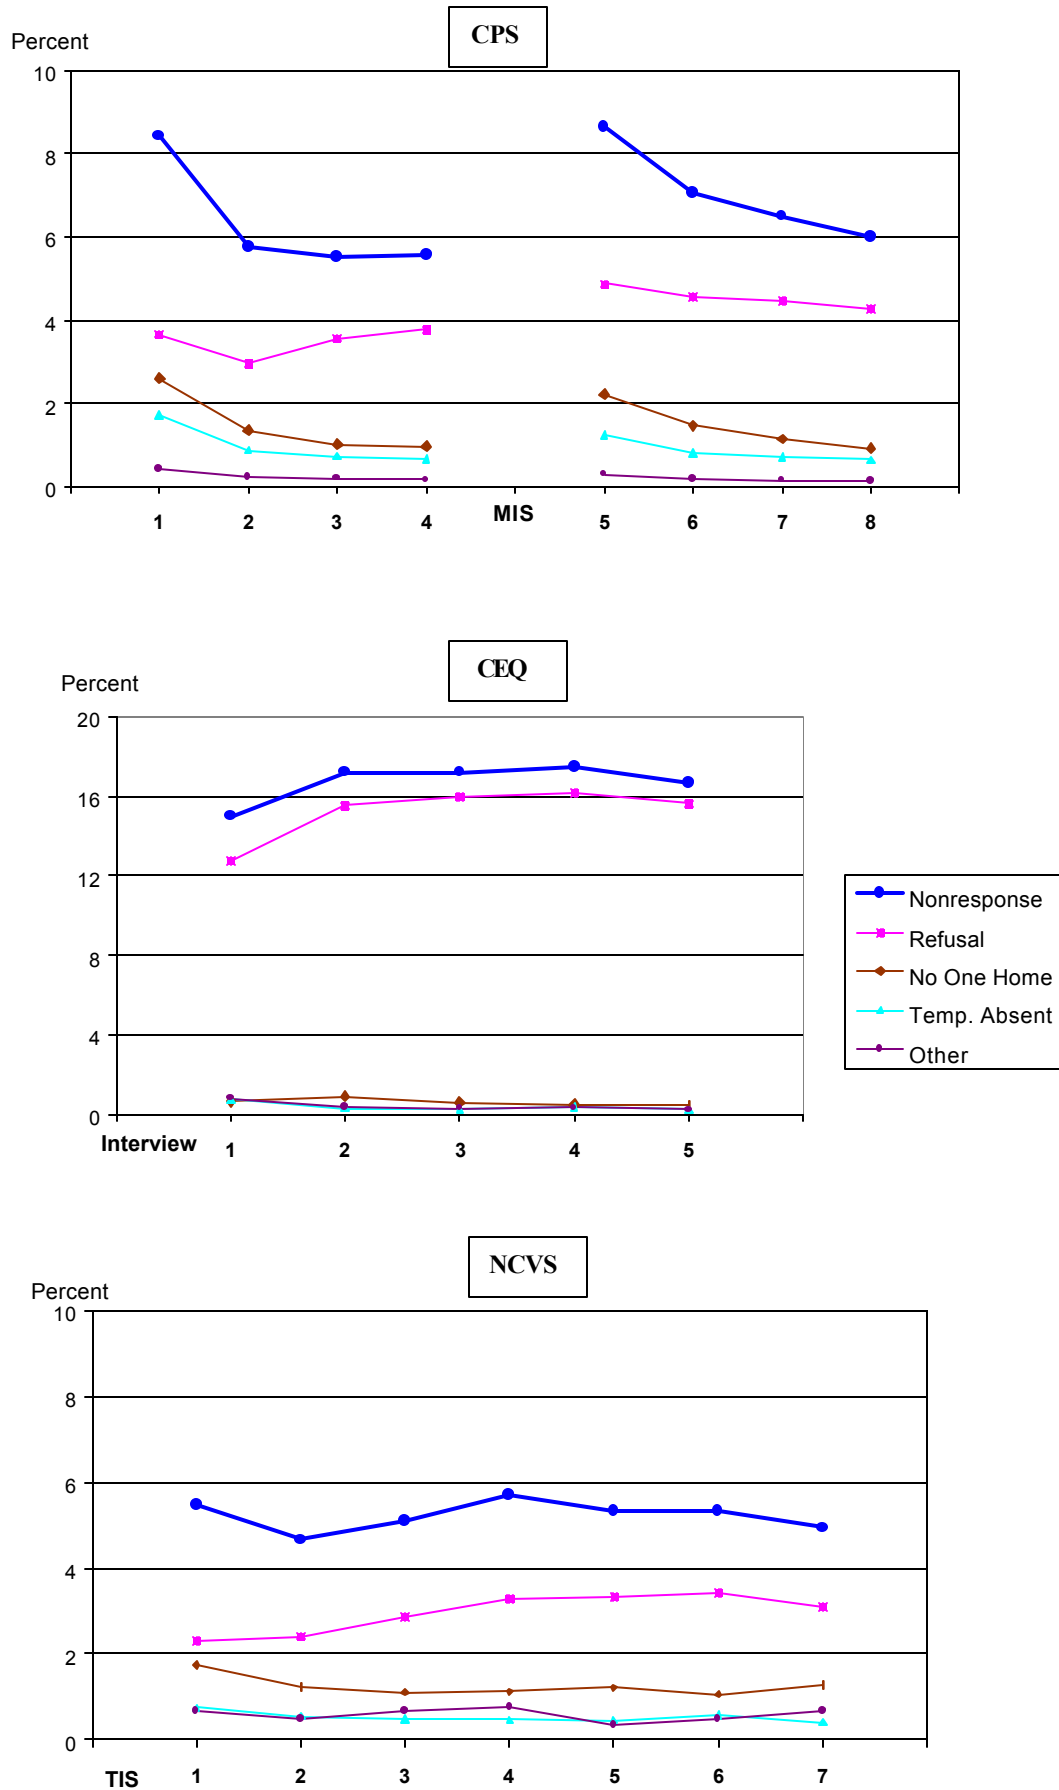 CPS
Percent
10
8
6
4
2
0
1 2 3 4 MIS 5 6 7 8
CEQ
Percent
20
16
12
8
4
0
Interview 1 2 3 4 5
Nonresponse
Refusal
No One Home
Temp. Absent
Other
NCVS
Percent
10
8
6
4
2
0
TIS 1 2 3 4 5 6 7